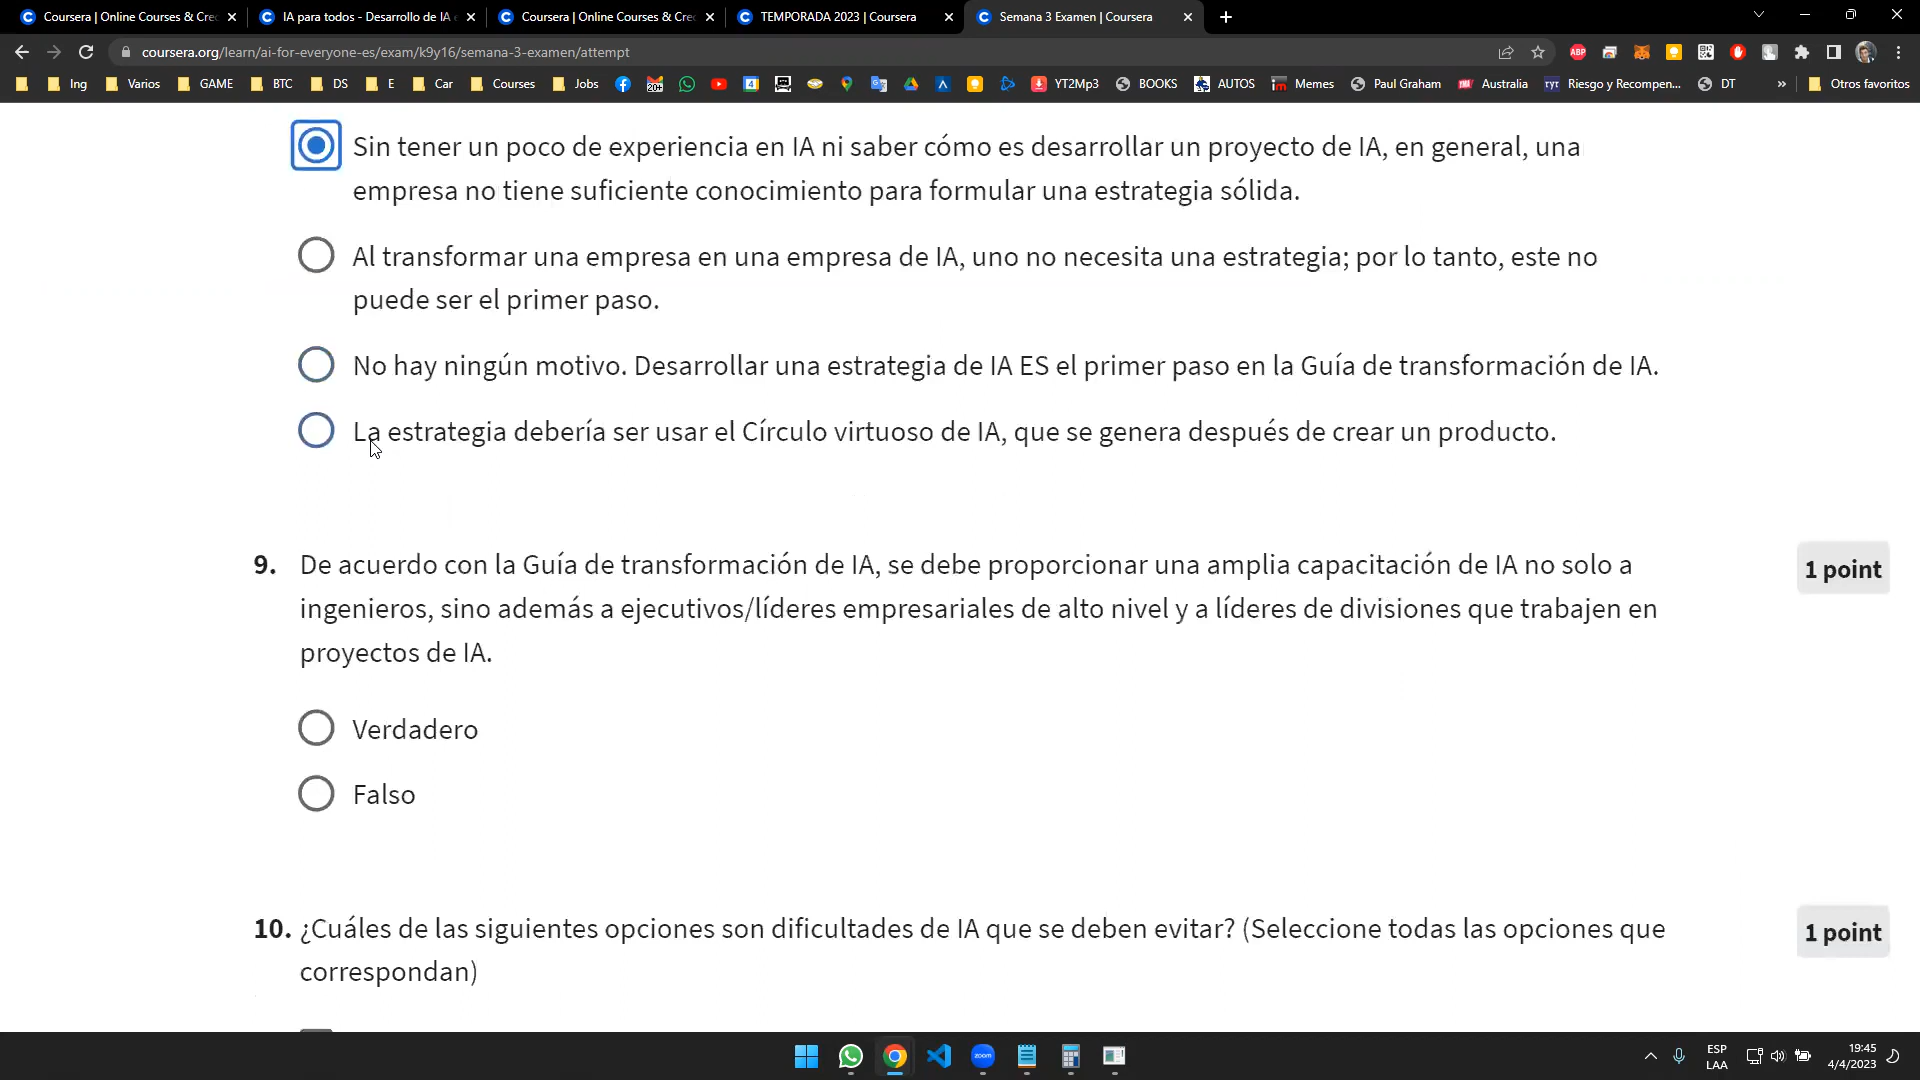 Coursera | Online Courses & Cre
IA para todos - Desarrollo de IA
Coursera | Online Courses & Cre
TEMPORADA 2023 | Coursera
Semana 3 Examen | Coursera
coursera.org/learn/ai-for-everyone-es/exam/k9y16/semana-3-examen/attempt
Ing
Varios
GAME
BTC
DS
E
Car
Courses
Jobs
YT2Mp3
BOOKS
AUTOS
Memes
Paul Graham
Australia
Riesgo y Recompen...
DT
»
Otros favoritos
Sin tener un poco de experiencia en IA ni saber cómo es desarrollar un proyecto de IA, en general, una
empresa no tiene suficiente conocimiento para formular una estrategia sólida.
Al transformar una empresa en una empresa de IA, uno no necesita una estrategia; por lo tanto, este no
puede ser el primer paso.
No hay ningún motivo. Desarrollar una estrategia de IA ES el primer paso en la Guía de transformación de IA.
La estrategia debería ser usar el Círculo virtuoso de IA, que se genera después de crear un producto.
9. De acuerdo con la Guía de transformación de IA, se debe proporcionar una amplia capacitación de IA no solo a
1 point
ingenieros, sino además a ejecutivos/líderes empresariales de alto nivel y a líderes de divisiones que trabajen en
proyectos de IA.
Verdadero
Falso
10. ¿Cuáles de las siguientes opciones son dificultades de IA que se deben evitar? (Seleccione todas las opciones que
1 point
correspondan)
zoom
ESP
LAA
19:45
4/4/2023